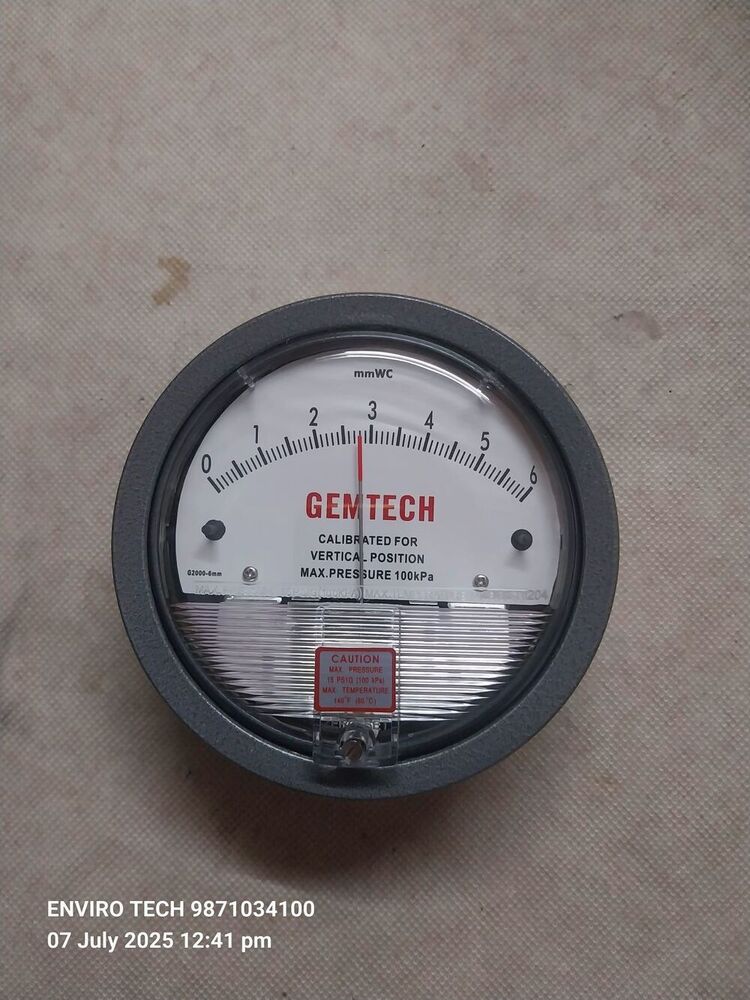 mmWC
0 1 2 3 4 5 6
GEMTECH
CALIBRATED FOR
VERTICAL POSITION
MAX.PRESSURE 100kPa
G2000-6mm
CAUTION
MAX. PRESSURE
15 PSIG (100 kPa)
MAX. TEMPERATURE
140°F (60°C)
ENVIRO TECH 9871034100
07 July 2025 12:41 pm